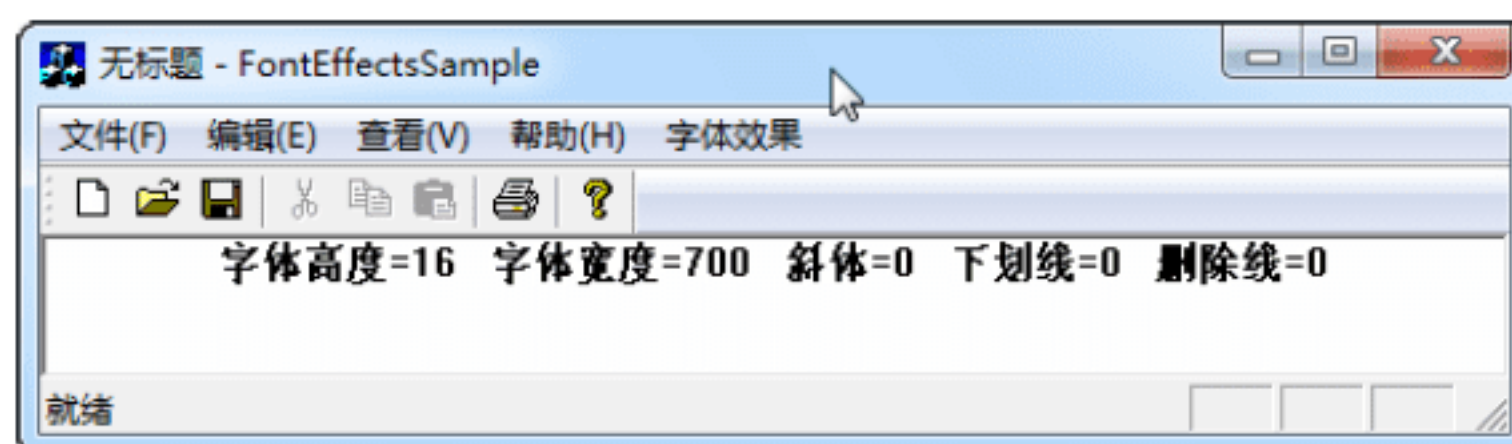 无标题 - FontEffectsSample
文件(F) 编辑(E) 查看(V) 帮助(H) 字体效果
字体高度=16 字体宽度=700 斜体=0 下划线=0 删除线=0
就绪